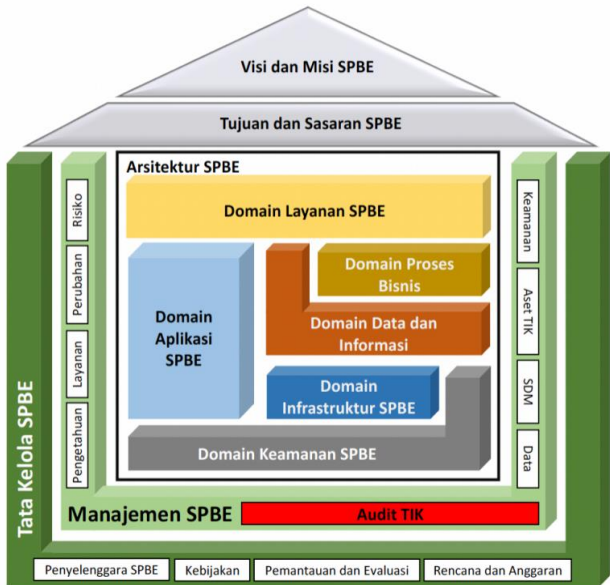 Visi dan Misi SPBE
Tujuan dan Sasaran SPBE
Arsitektur SPBE
Domain Layanan SPBE
Domain
Aplikasi
SPBE
Domain Proses
Bisnis
Domain Data dan
Informasi
Domain
Infrastruktur SPBE
Domain Keamanan SPBE
Risiko
Perubahan
Layanan
Pengetahuan
Keamanan
Aset TIK
SDM
Data
Manajemen SPBE
Audit TIK
Tata Kelola SPBE
Penyelenggara SPBE
Kebijakan
Pemantauan dan Evaluasi
Rencana dan Anggaran